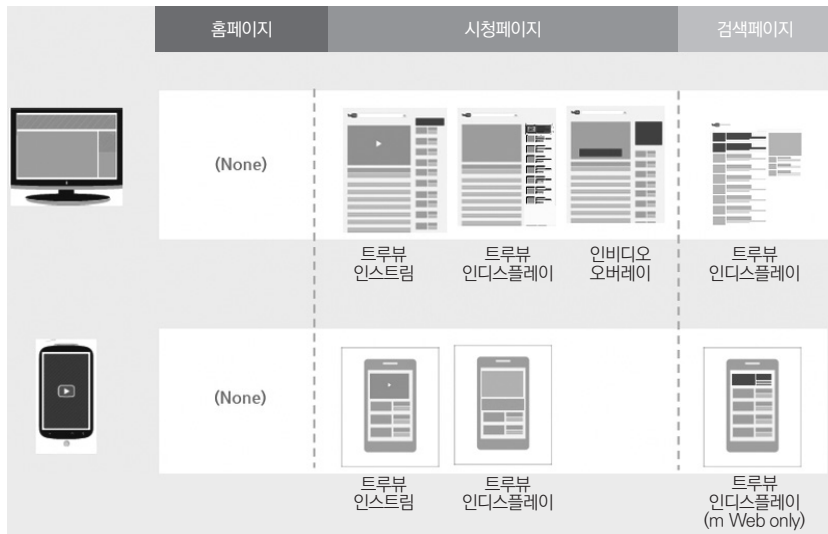 홈페이지 시청페이지 검색페이지
(None)
트루뷰 트루뷰 인비디오 트루뷰
인스트림 인디스플레이 오버레이 인디스플레이
(None)
트루뷰 트루뷰 트루뷰
인스트림 인디스플레이 인디스플레이
(m Web only)